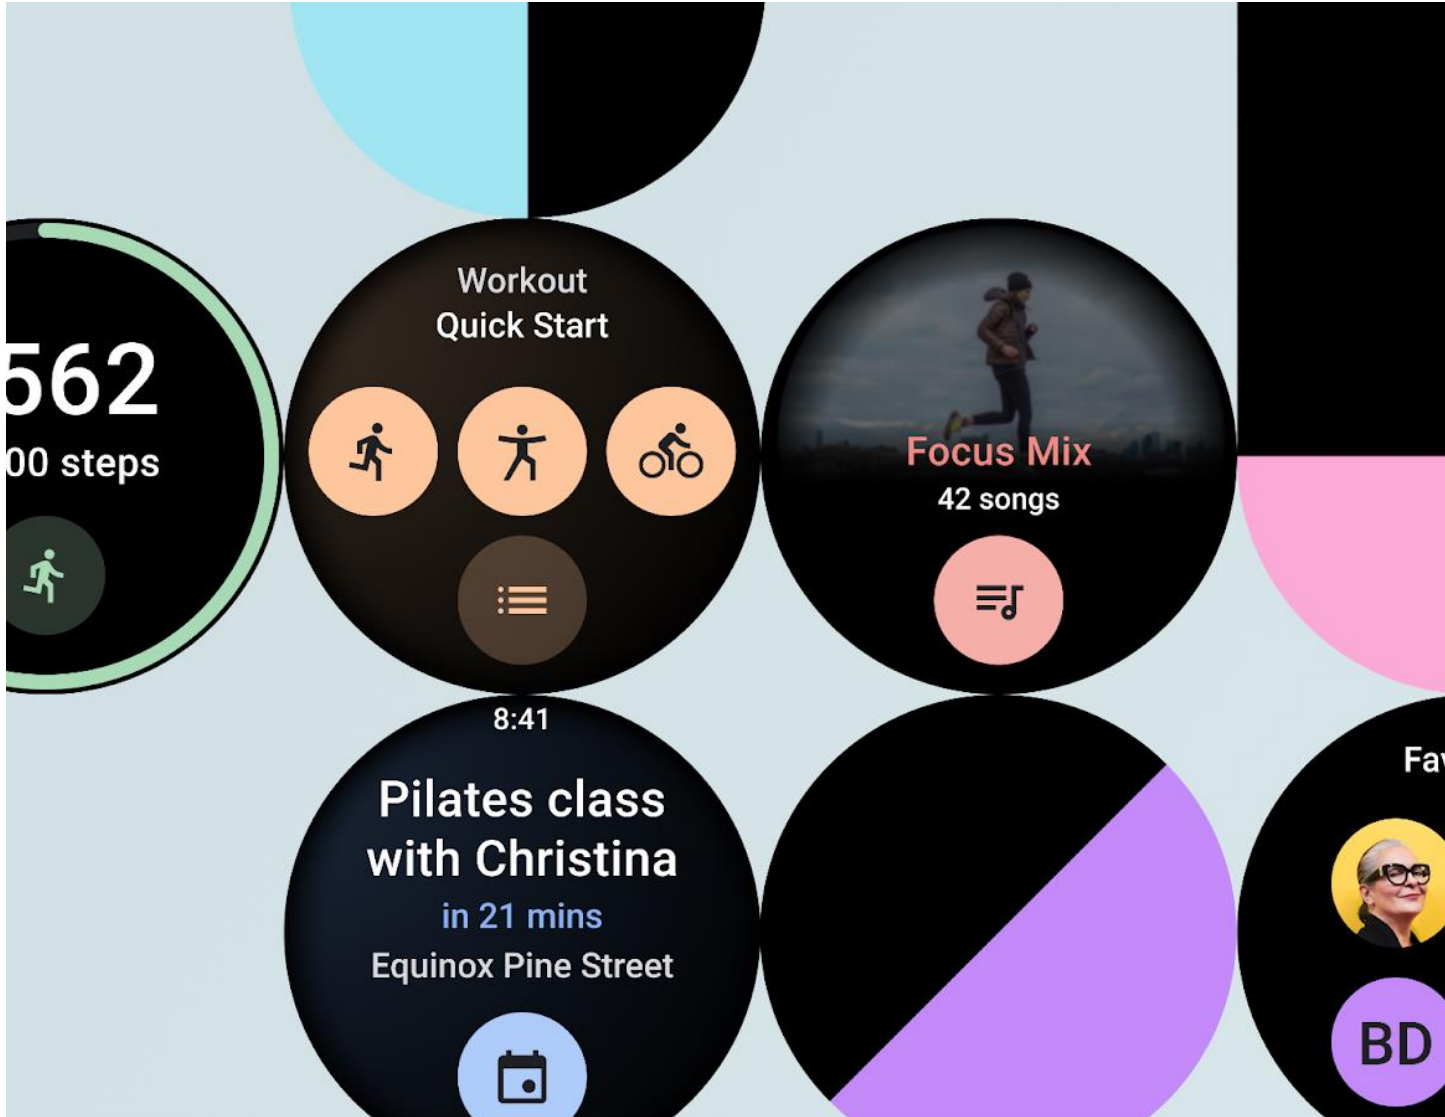 562
00 steps
Workout
Quick Start
Focus Mix
42 songs
8:41
Pilates class
with Christina
in 21 mins
Equinox Pine Street
BD